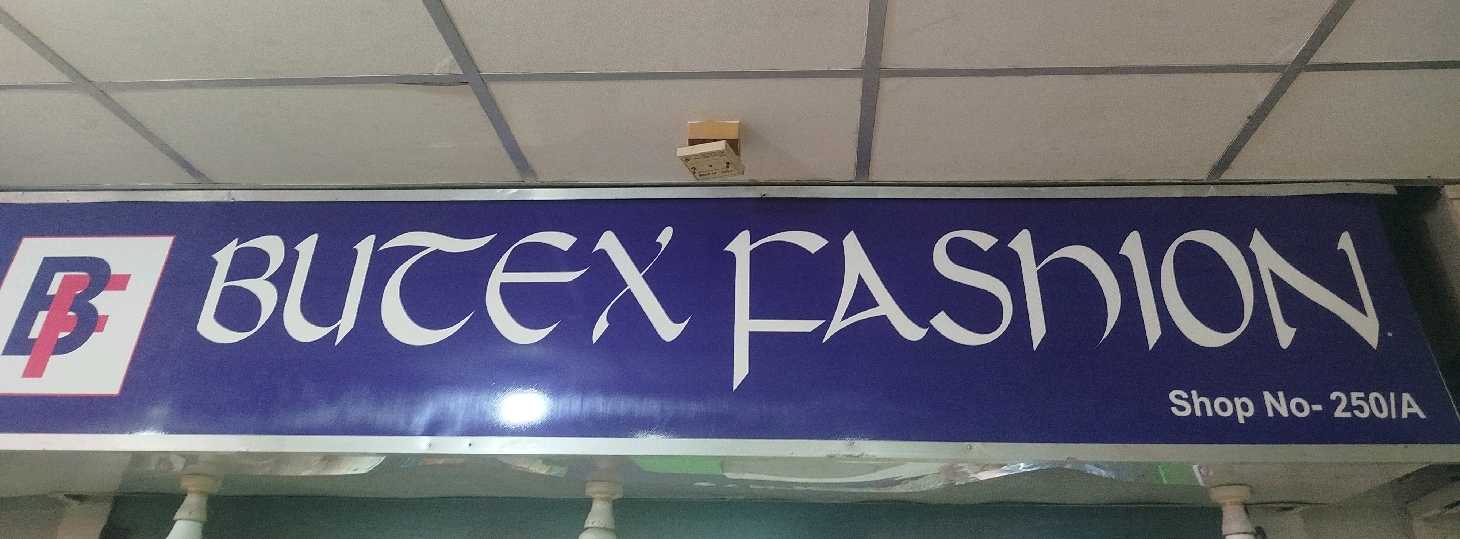 BF
BUTEX FASHION
Shop No- 250/A